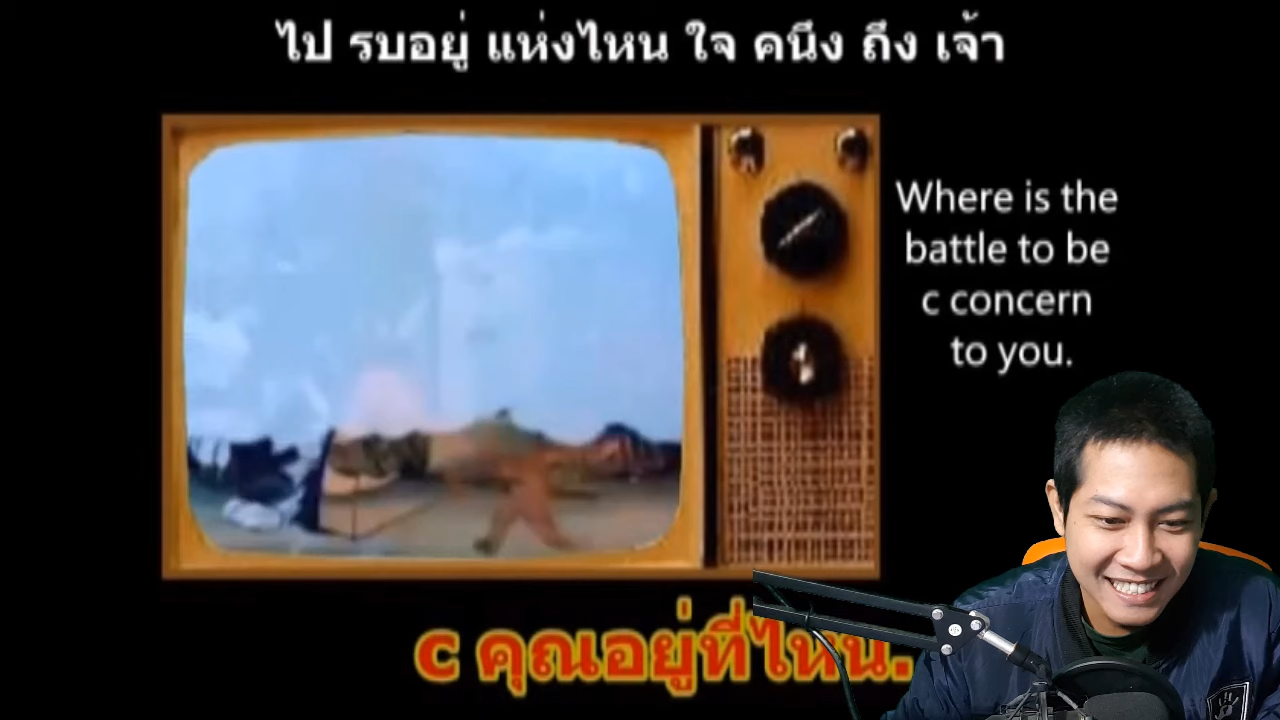 ไป รบอยู่ แห่งไหน ใจ คนึง ถึง เจ้า
Where is the
battle to be
c concern
to you.
c คุณอยู่ที่ไหน.